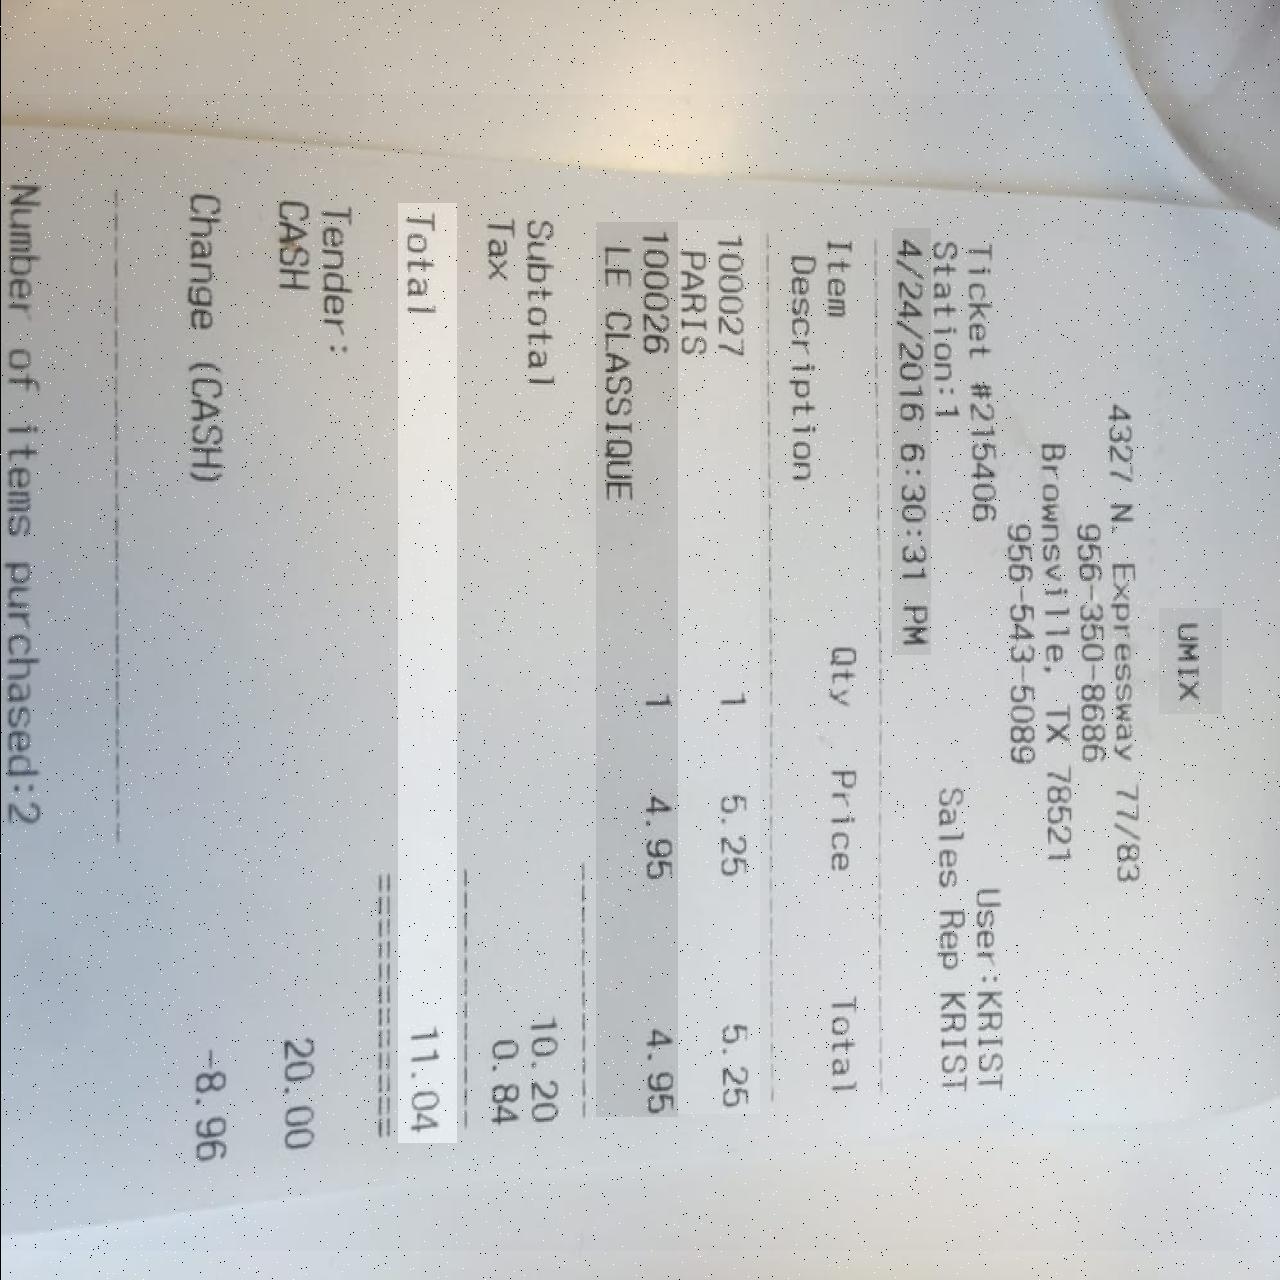 UMIX
4327 N. Expressway 77/83
956-350-8686
Brownsville, TX 78521
956-543-5089
Ticket #215406 User:KRIST
Station:1 Sales Rep KRIST
4/24/2016 6:30:31 PM
Item Qty Price Total
Description
100027 1 5.25 5.25
PARIS
100026 1 4.95 4.95
LE CLASSIQUE
Subtotal 10.20
Tax 0.84
Total 11.04
Tender:
CASH 20.00
Change (CASH) -8.96
Number of items purchased:2